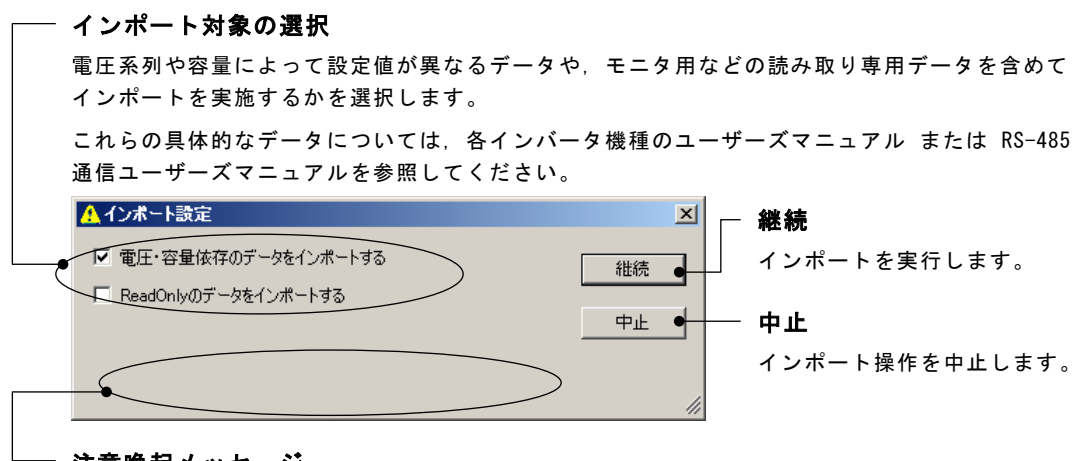 インポート対象の選択
電圧系列や容量によって設定値が異なるデータや，モニタ用などの読み取り専用データを含めて
インポートを実施するかを選択します。
これらの具体的なデータについては，各インバータ機種のユーザーズマニュアル または RS-485
通信ユーザーズマニュアルを参照してください。
インポート設定
電圧・容量依存のデータをインポートする
ReadOnlyのデータをインポートする
継続
中止
継続
インポートを実行します。
中止
インポート操作を中止します。
注意喚起メッセージ